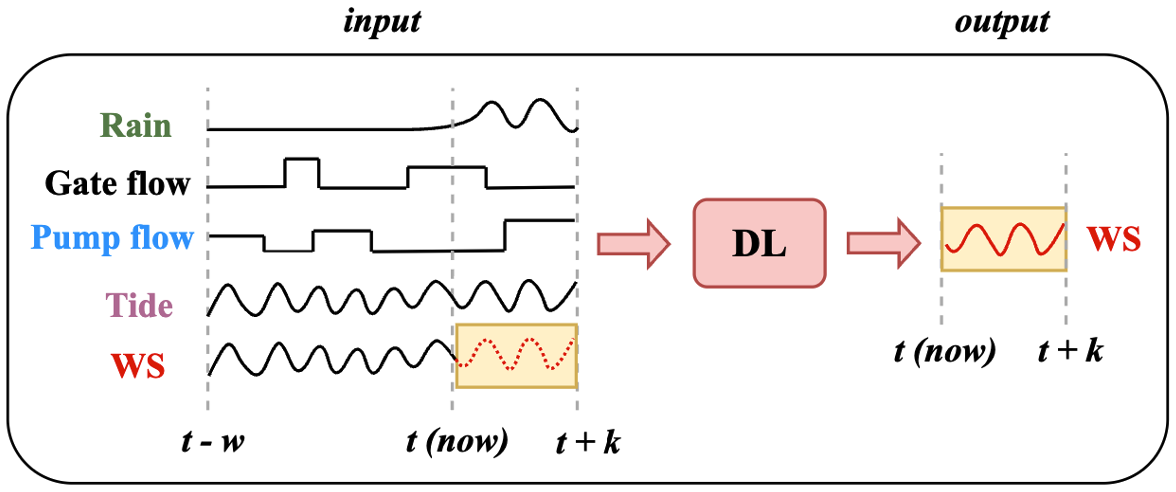 input
output
Rain
Gate flow
Pump flow
Tide
WS
DL
WS
t - w
t (now)
t + k
t (now)
t + k